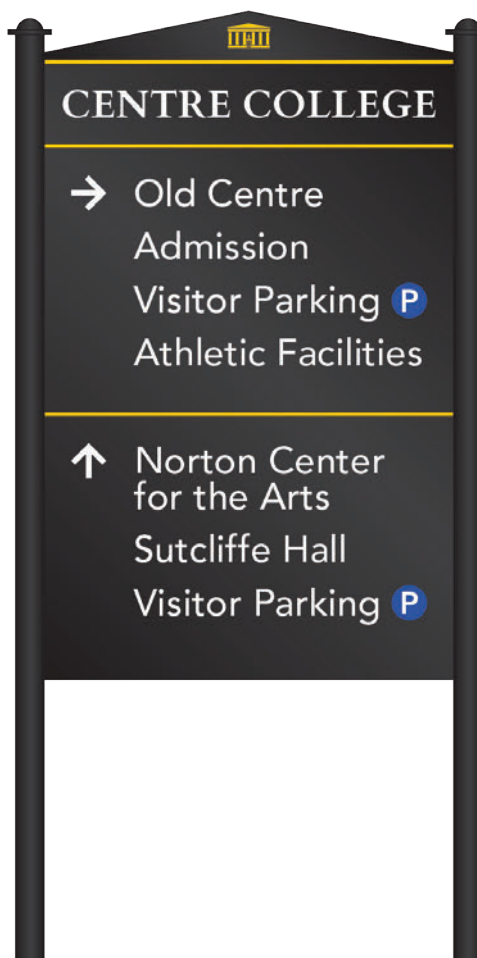 CENTRE COLLEGE
→ Old Centre
Admission
Visitor Parking P
Athletic Facilities
↑ Norton Center
for the Arts
Sutcliffe Hall
Visitor Parking P